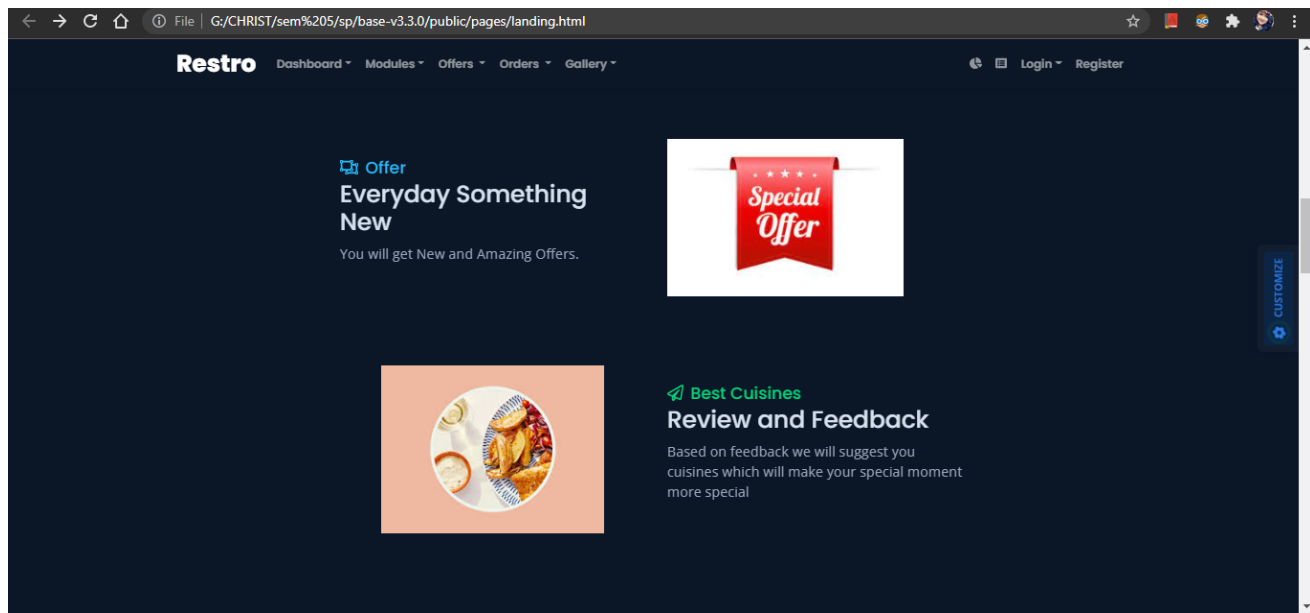 File | G:/CHRIST/sem%205/sp/base-v3.3.0/public/pages/landing.html
Restro Dashboard Modules Offers Orders Gallery Login Register
Offer
Everyday Something
New
You will get New and Amazing Offers.
Special
Offer
CUSTOMIZE
Best Cuisines
Review and Feedback
Based on feedback we will suggest you
cuisines which will make your special moment
more special